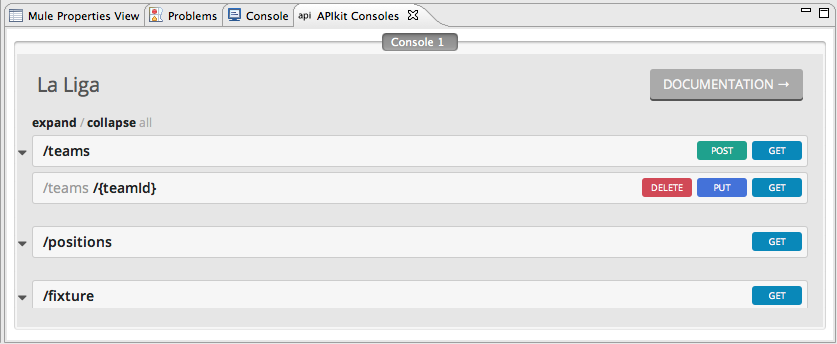 Mule Properties View Problems Console api APIkit Consoles
Console 1
La Liga DOCUMENTATION →
expand / collapse all
/teams POST GET
/teams /{teamId} DELETE PUT GET
/positions GET
/fixture GET